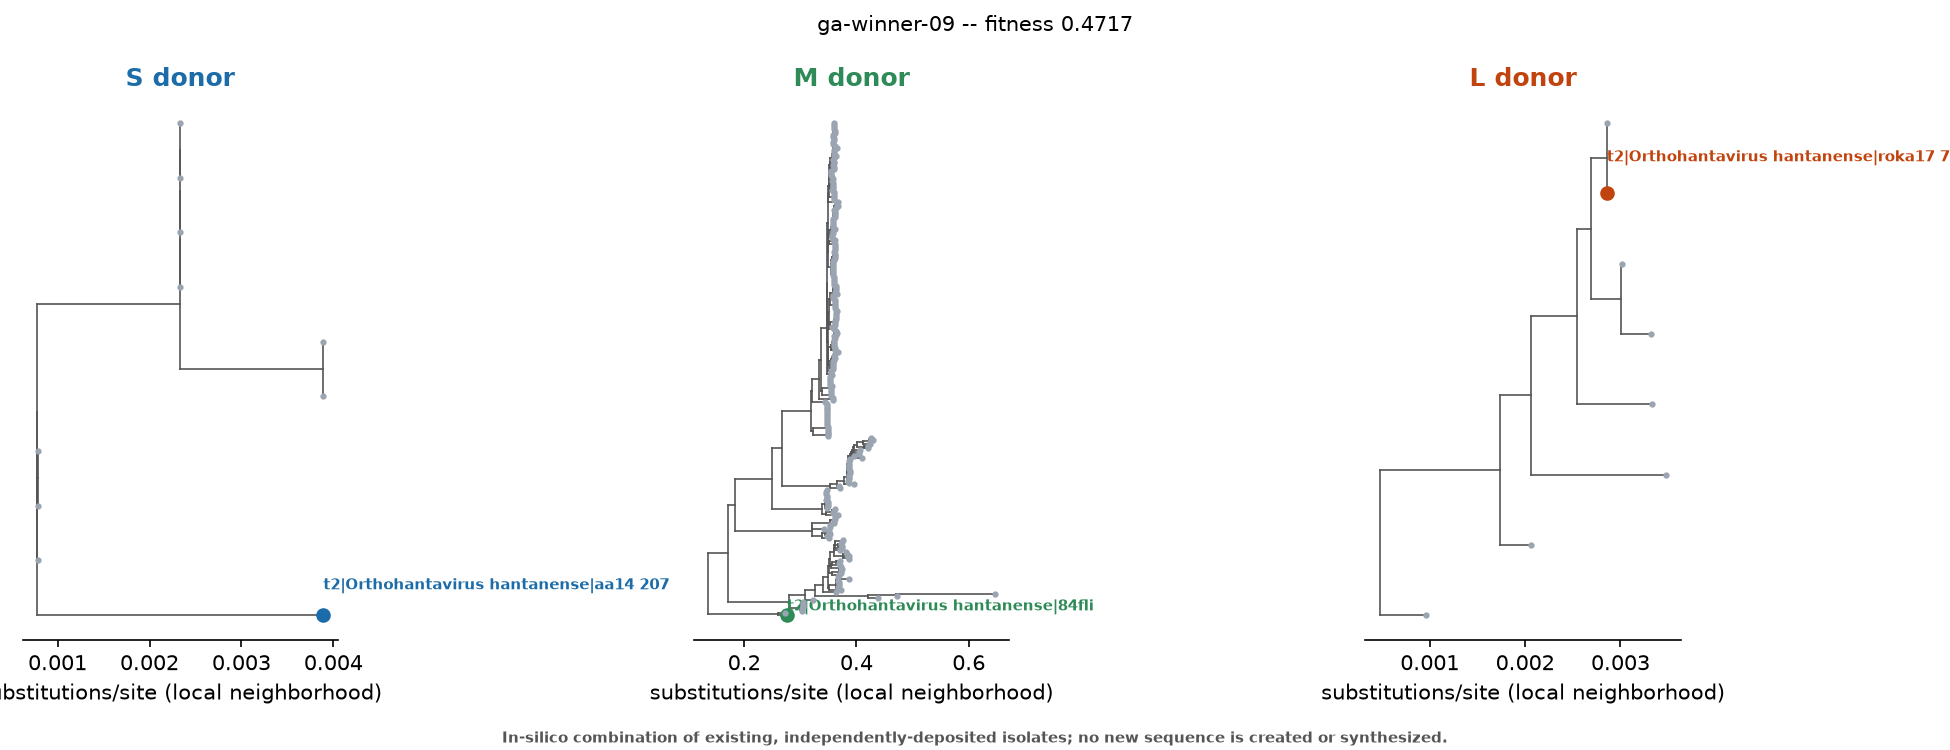 ga-winner-09 -- fitness 0.4717
S donor
M donor
L donor
t2|Orthohantavirus hantanense|roka17 7
t2|Orthohantavirus hantanense|aa14 207
t2|Orthohantavirus hantanense|84fli
0.001 0.002 0.003 0.004
0.2 0.4 0.6
0.001 0.002 0.003
ubstitutions/site (local neighborhood)
substitutions/site (local neighborhood)
substitutions/site (local neighborhood)
In-silico combination of existing, independently-deposited isolates; no new sequence is created or synthesized.